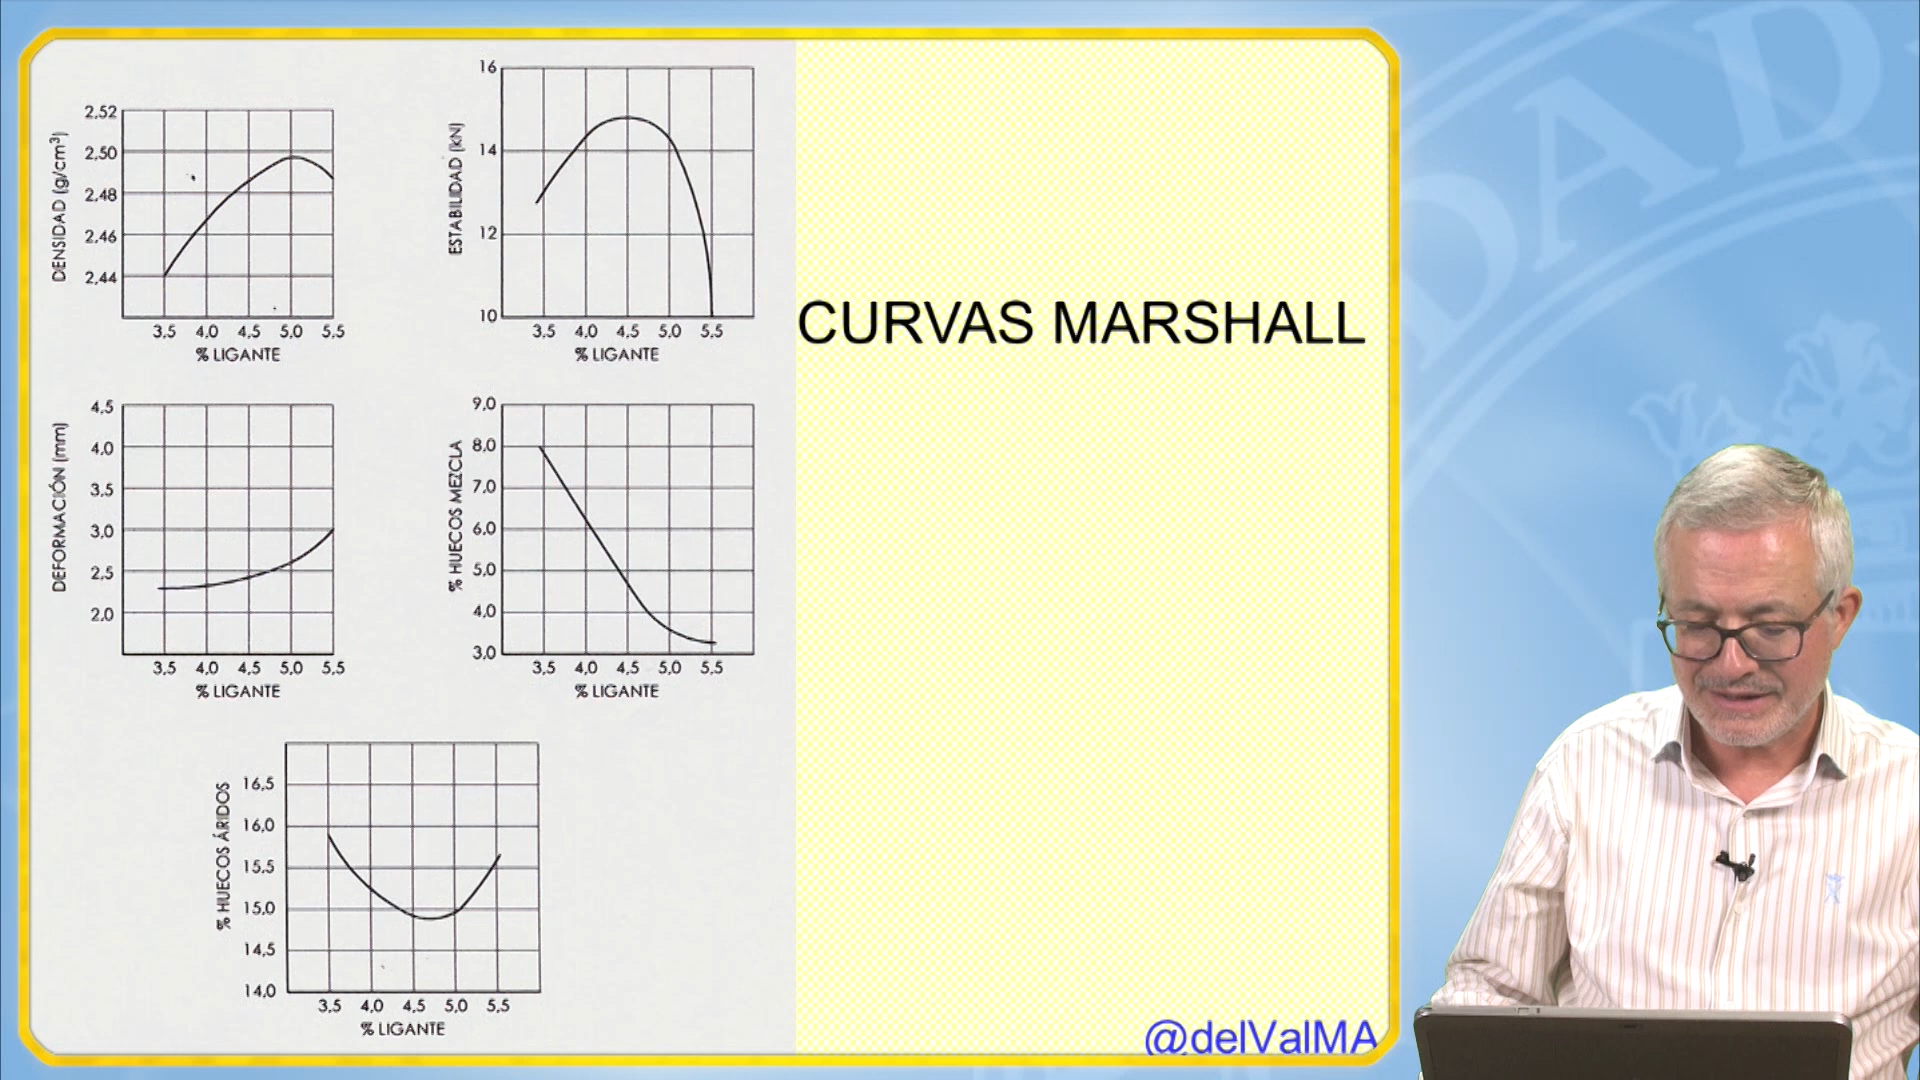 2,52
2,50
2,48
2,46
2,44
DENSIDAD (g/cm³)
3,5 4,0 4,5 5,0 5,5
% LIGANTE
16
14
12
10
ESTABILIDAD (kN)
3,5 4,0 4,5 5,0 5,5
% LIGANTE
CURVAS MARSHALL
4,5
4,0
3,5
3,0
2,5
2,0
DEFORMACIÓN (mm)
3,5 4,0 4,5 5,0 5,5
% LIGANTE
9,0
8,0
7,0
6,0
5,0
4,0
3,0
% HUECOS MEZCLA
3,5 4,0 4,5 5,0 5,5
% LIGANTE
16,5
16,0
15,5
15,0
14,5
14,0
% HUECOS ÁRIDOS
3,5 4,0 4,5 5,0 5,5
% LIGANTE
@delValMA
DAD